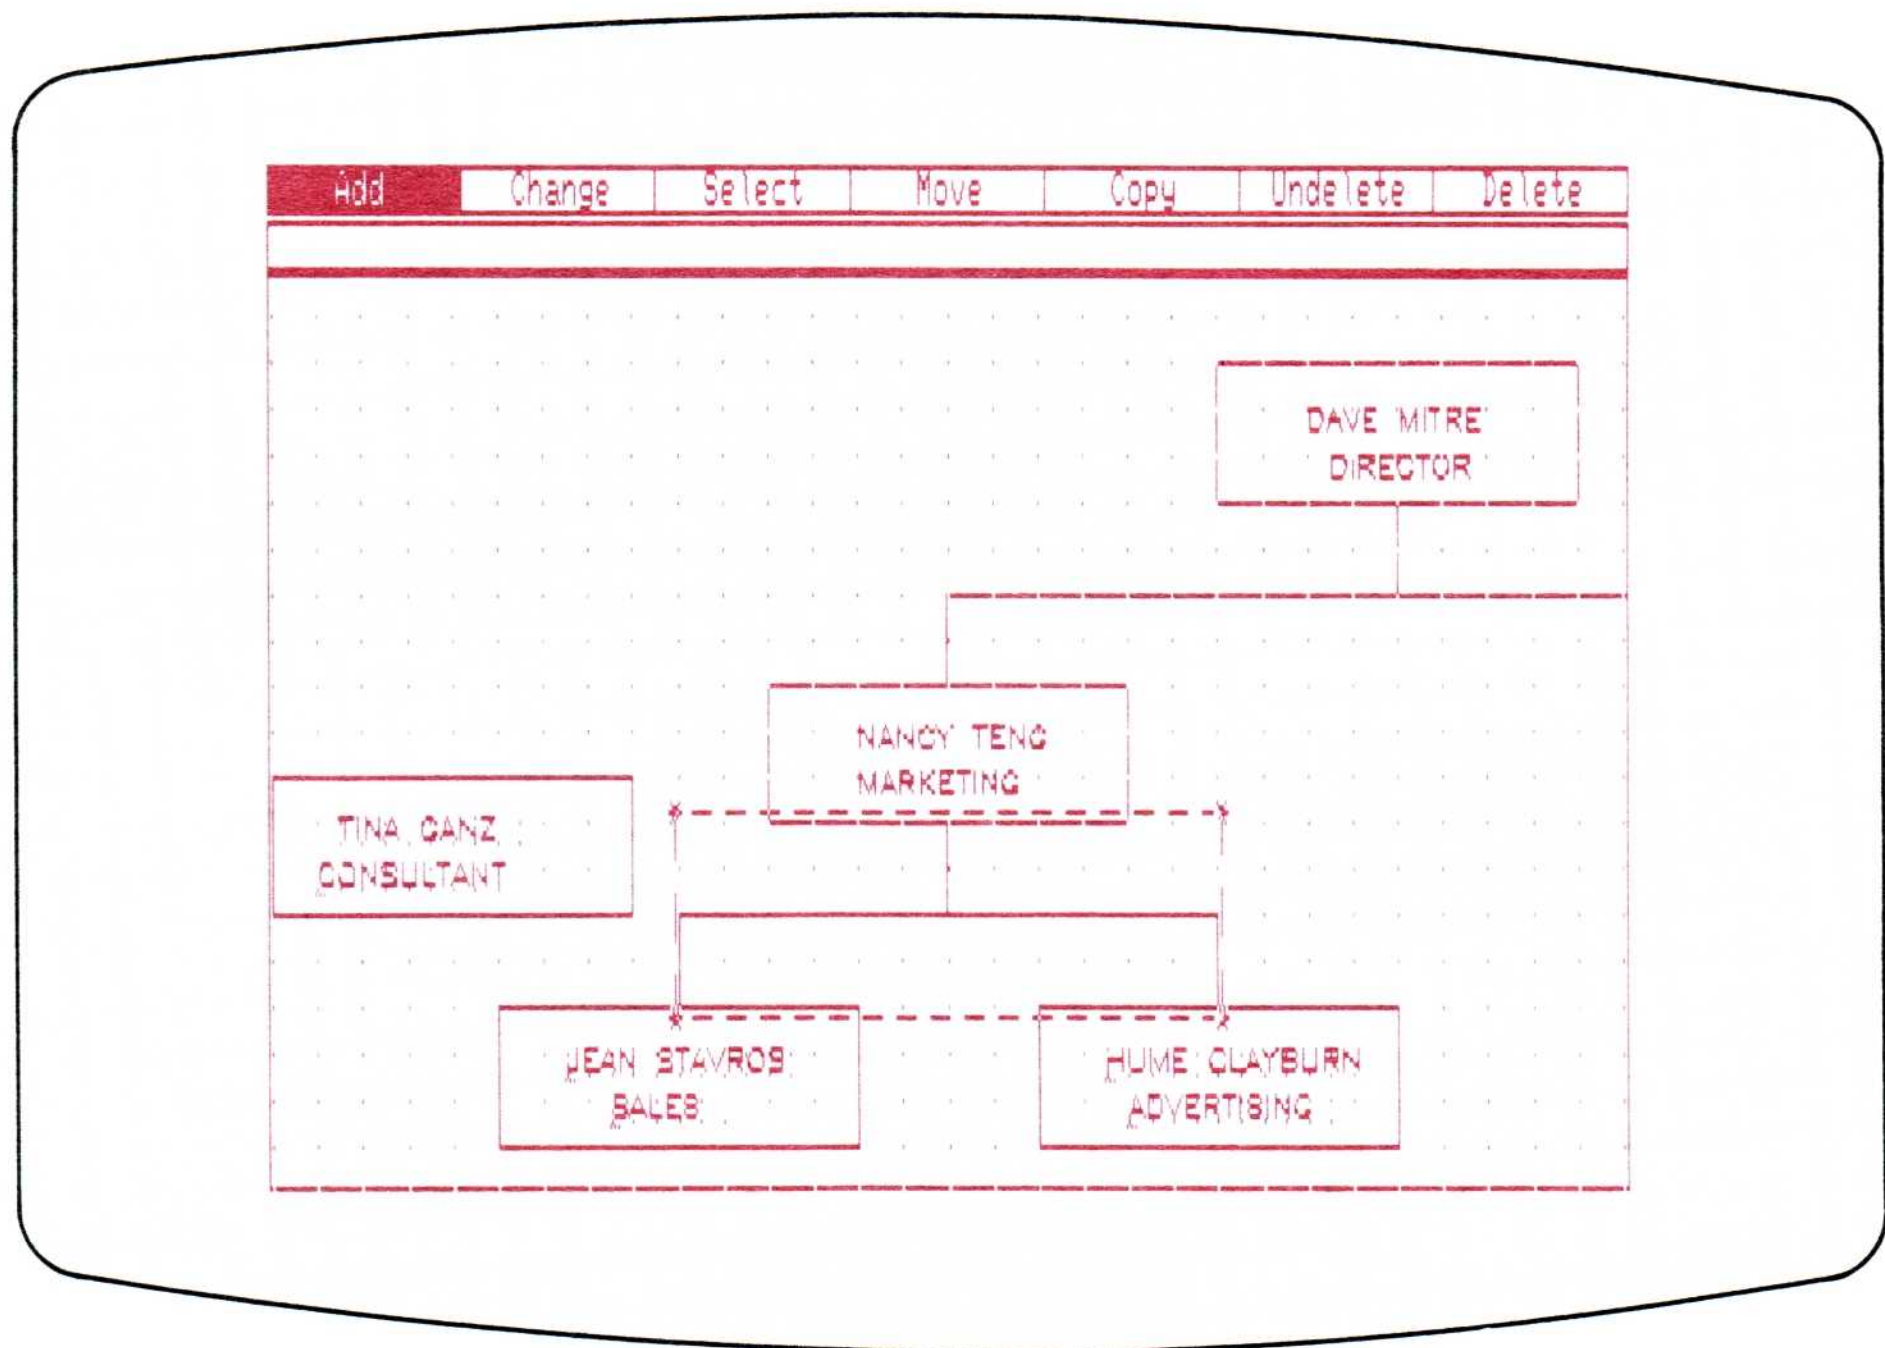 Add Change Select Move Copy Undelete Delete
DAVE MITRE
DIRECTOR
NANCY TENG
MARKETING
TINA GANZ
CONSULTANT
JEAN STAVROS
SALES
HUME CLAYBURN
ADVERTISING